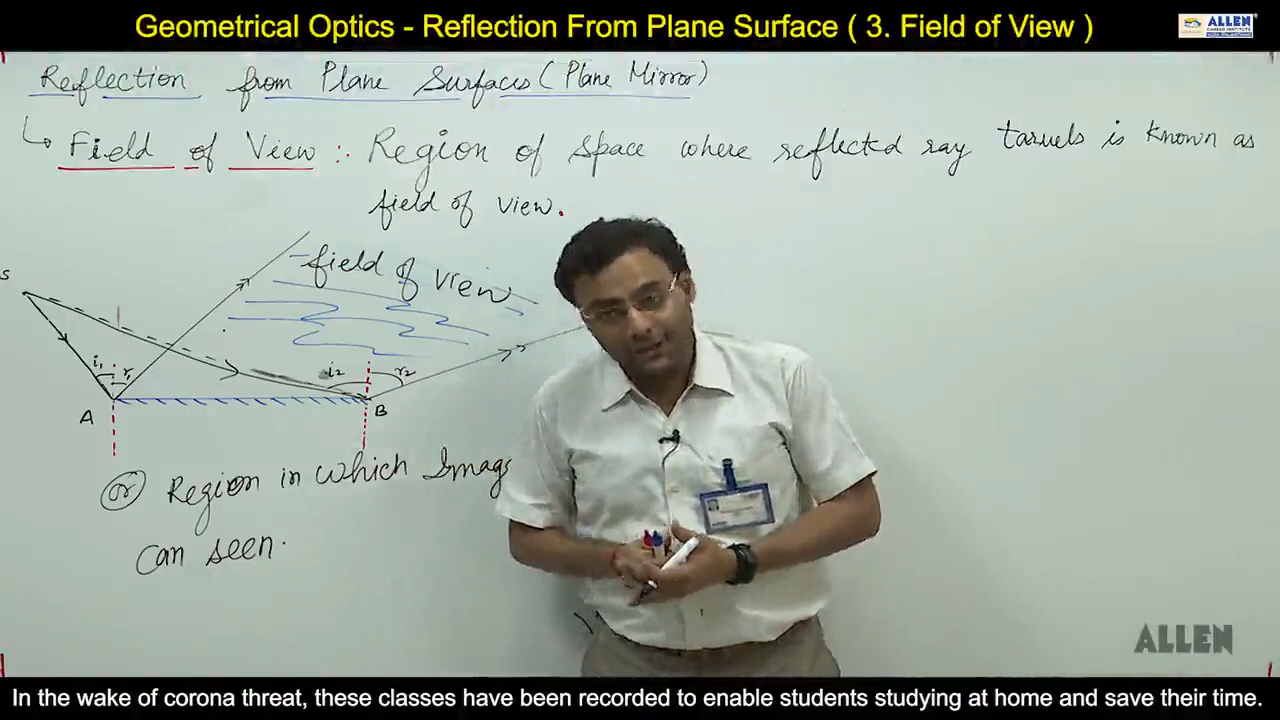 Geometrical Optics - Reflection From Plane Surface ( 3. Field of View )
ALLEN
Reflection from Plane Surfaces (Plane Mirror)
Field of View :. Region of space where reflected ray taruels is known as
field of view.
S
field of view
i₁
r₁
i₂
r₂
A
B
or Region in which Imag
can seen.
ALLEN
In the wake of corona threat, these classes have been recorded to enable students studying at home and save their time.